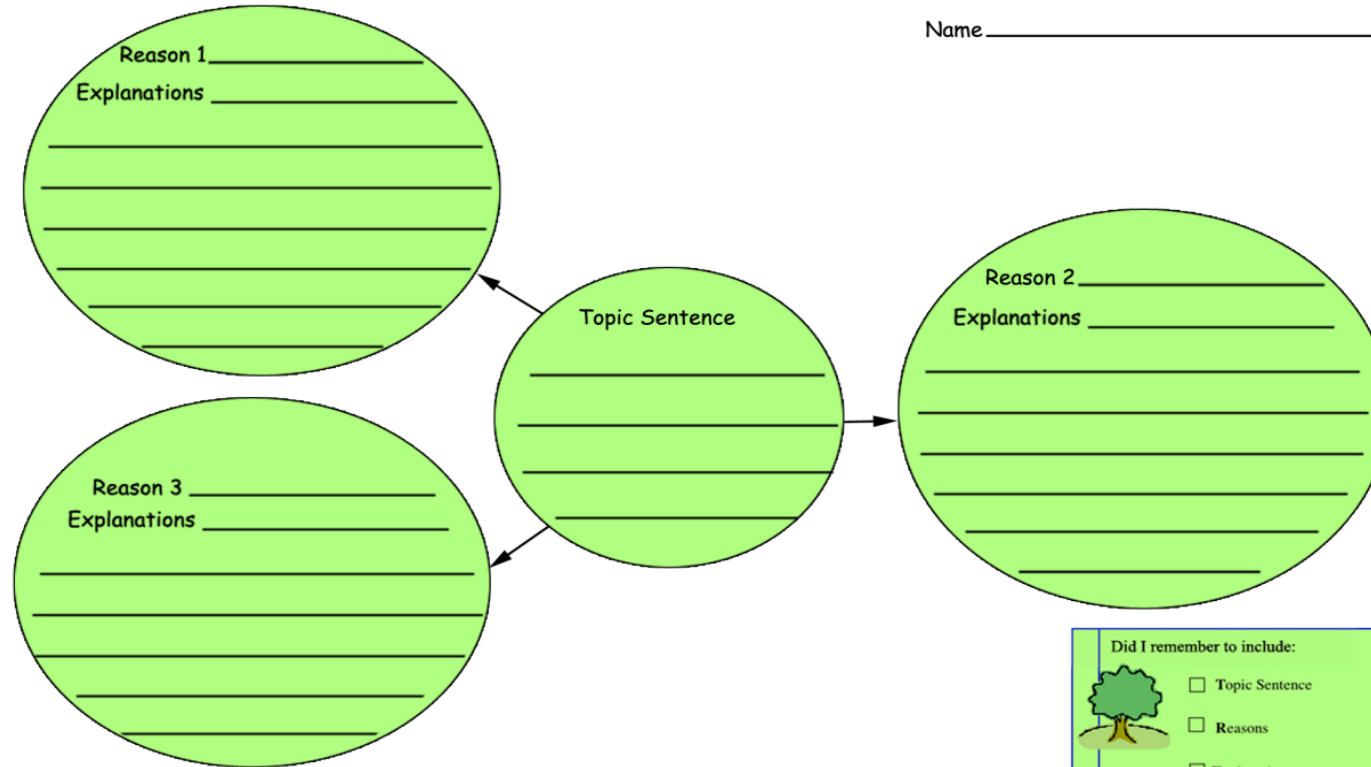 Name
Reason 1
Explanations
Topic Sentence
Reason 2
Explanations
Reason 3
Explanations
Did I remember to include:
Topic Sentence
Reasons